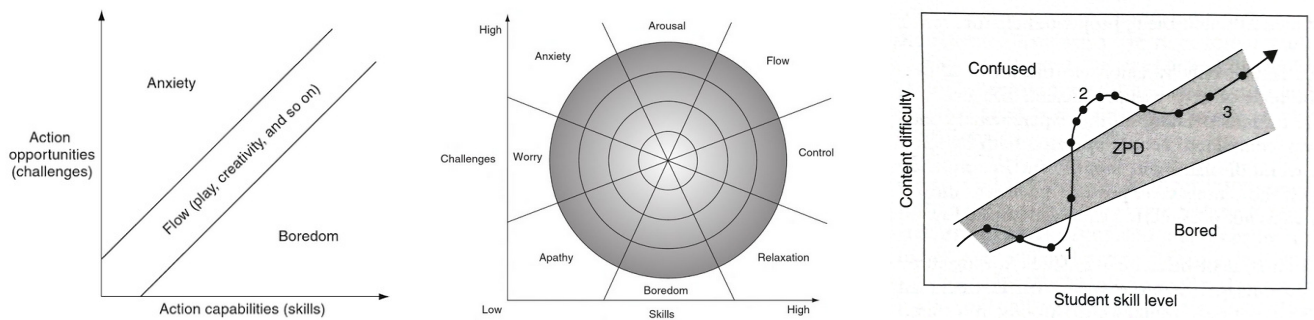 Action
opportunities
(challenges)
Anxiety
Flow (play, creativity, and so on)
Boredom
Action capabilities (skills)
High
Challenges
Low
Arousal
Anxiety
Flow
Worry
Control
Apathy
Relaxation
Boredom
Skills
High
Content difficulty
Confused
2
ZPD
3
1
Bored
Student skill level